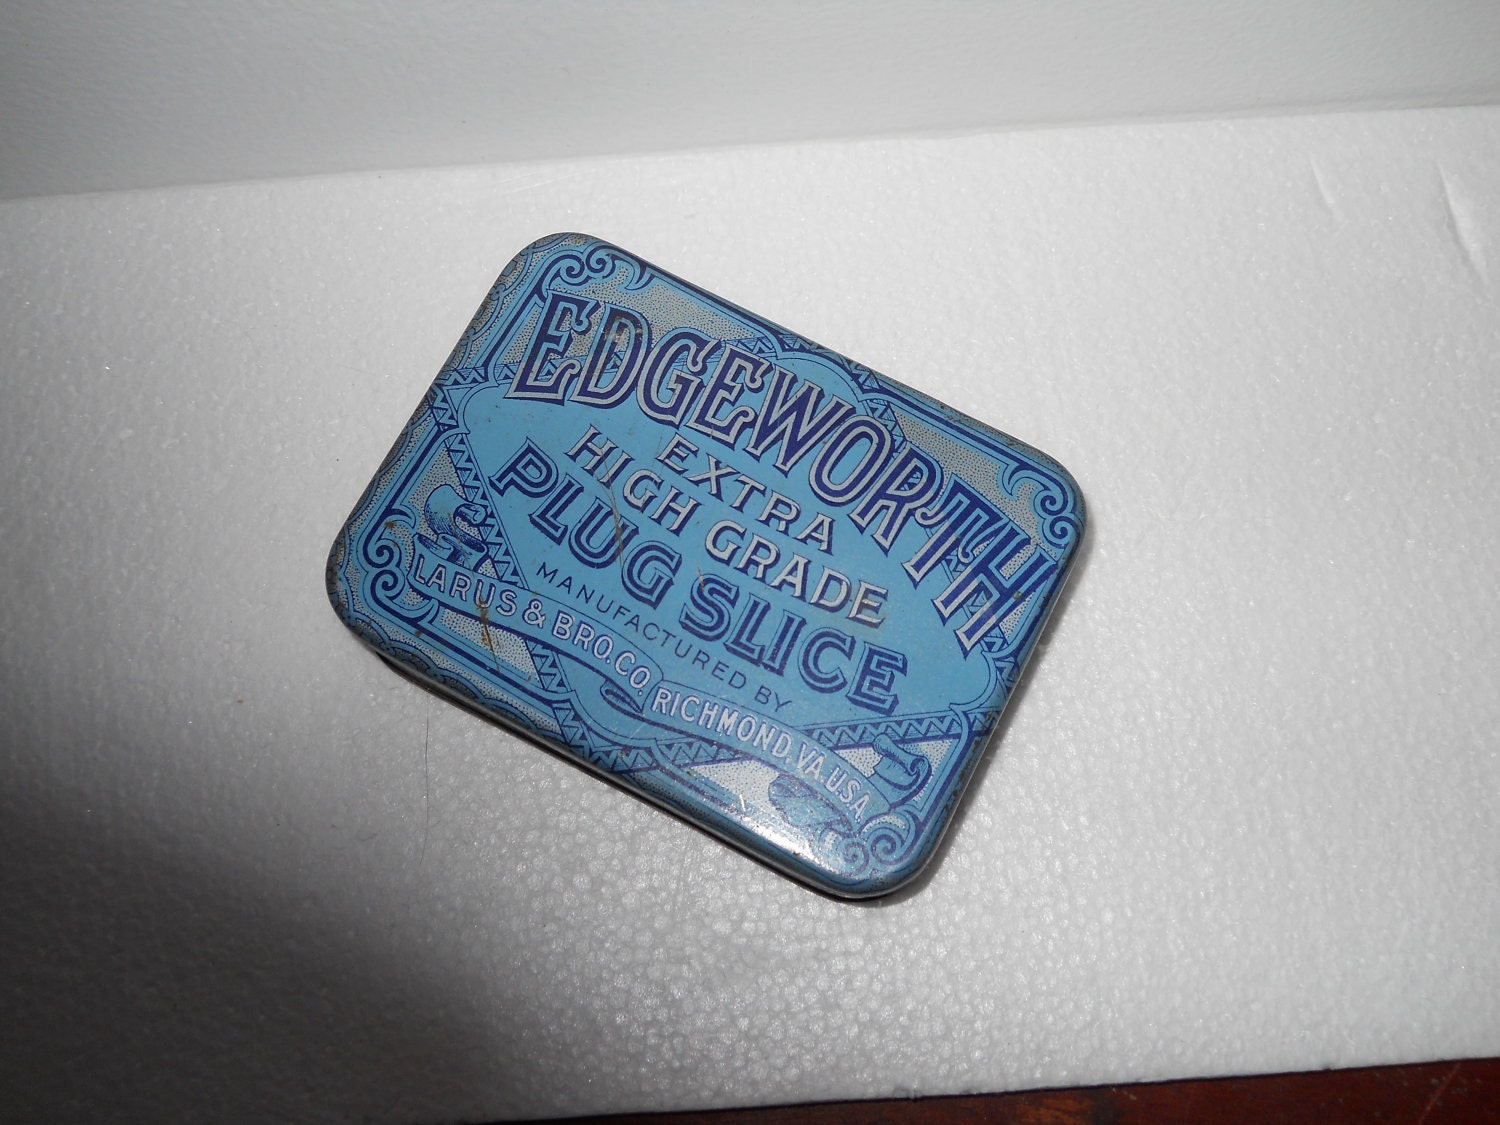 EDGEWORTH
EXTRA
HIGH GRADE
PLUG SLICE
MANUFACTURED BY
LARUS & BRO. CO. RICHMOND, VA. U.S.A.